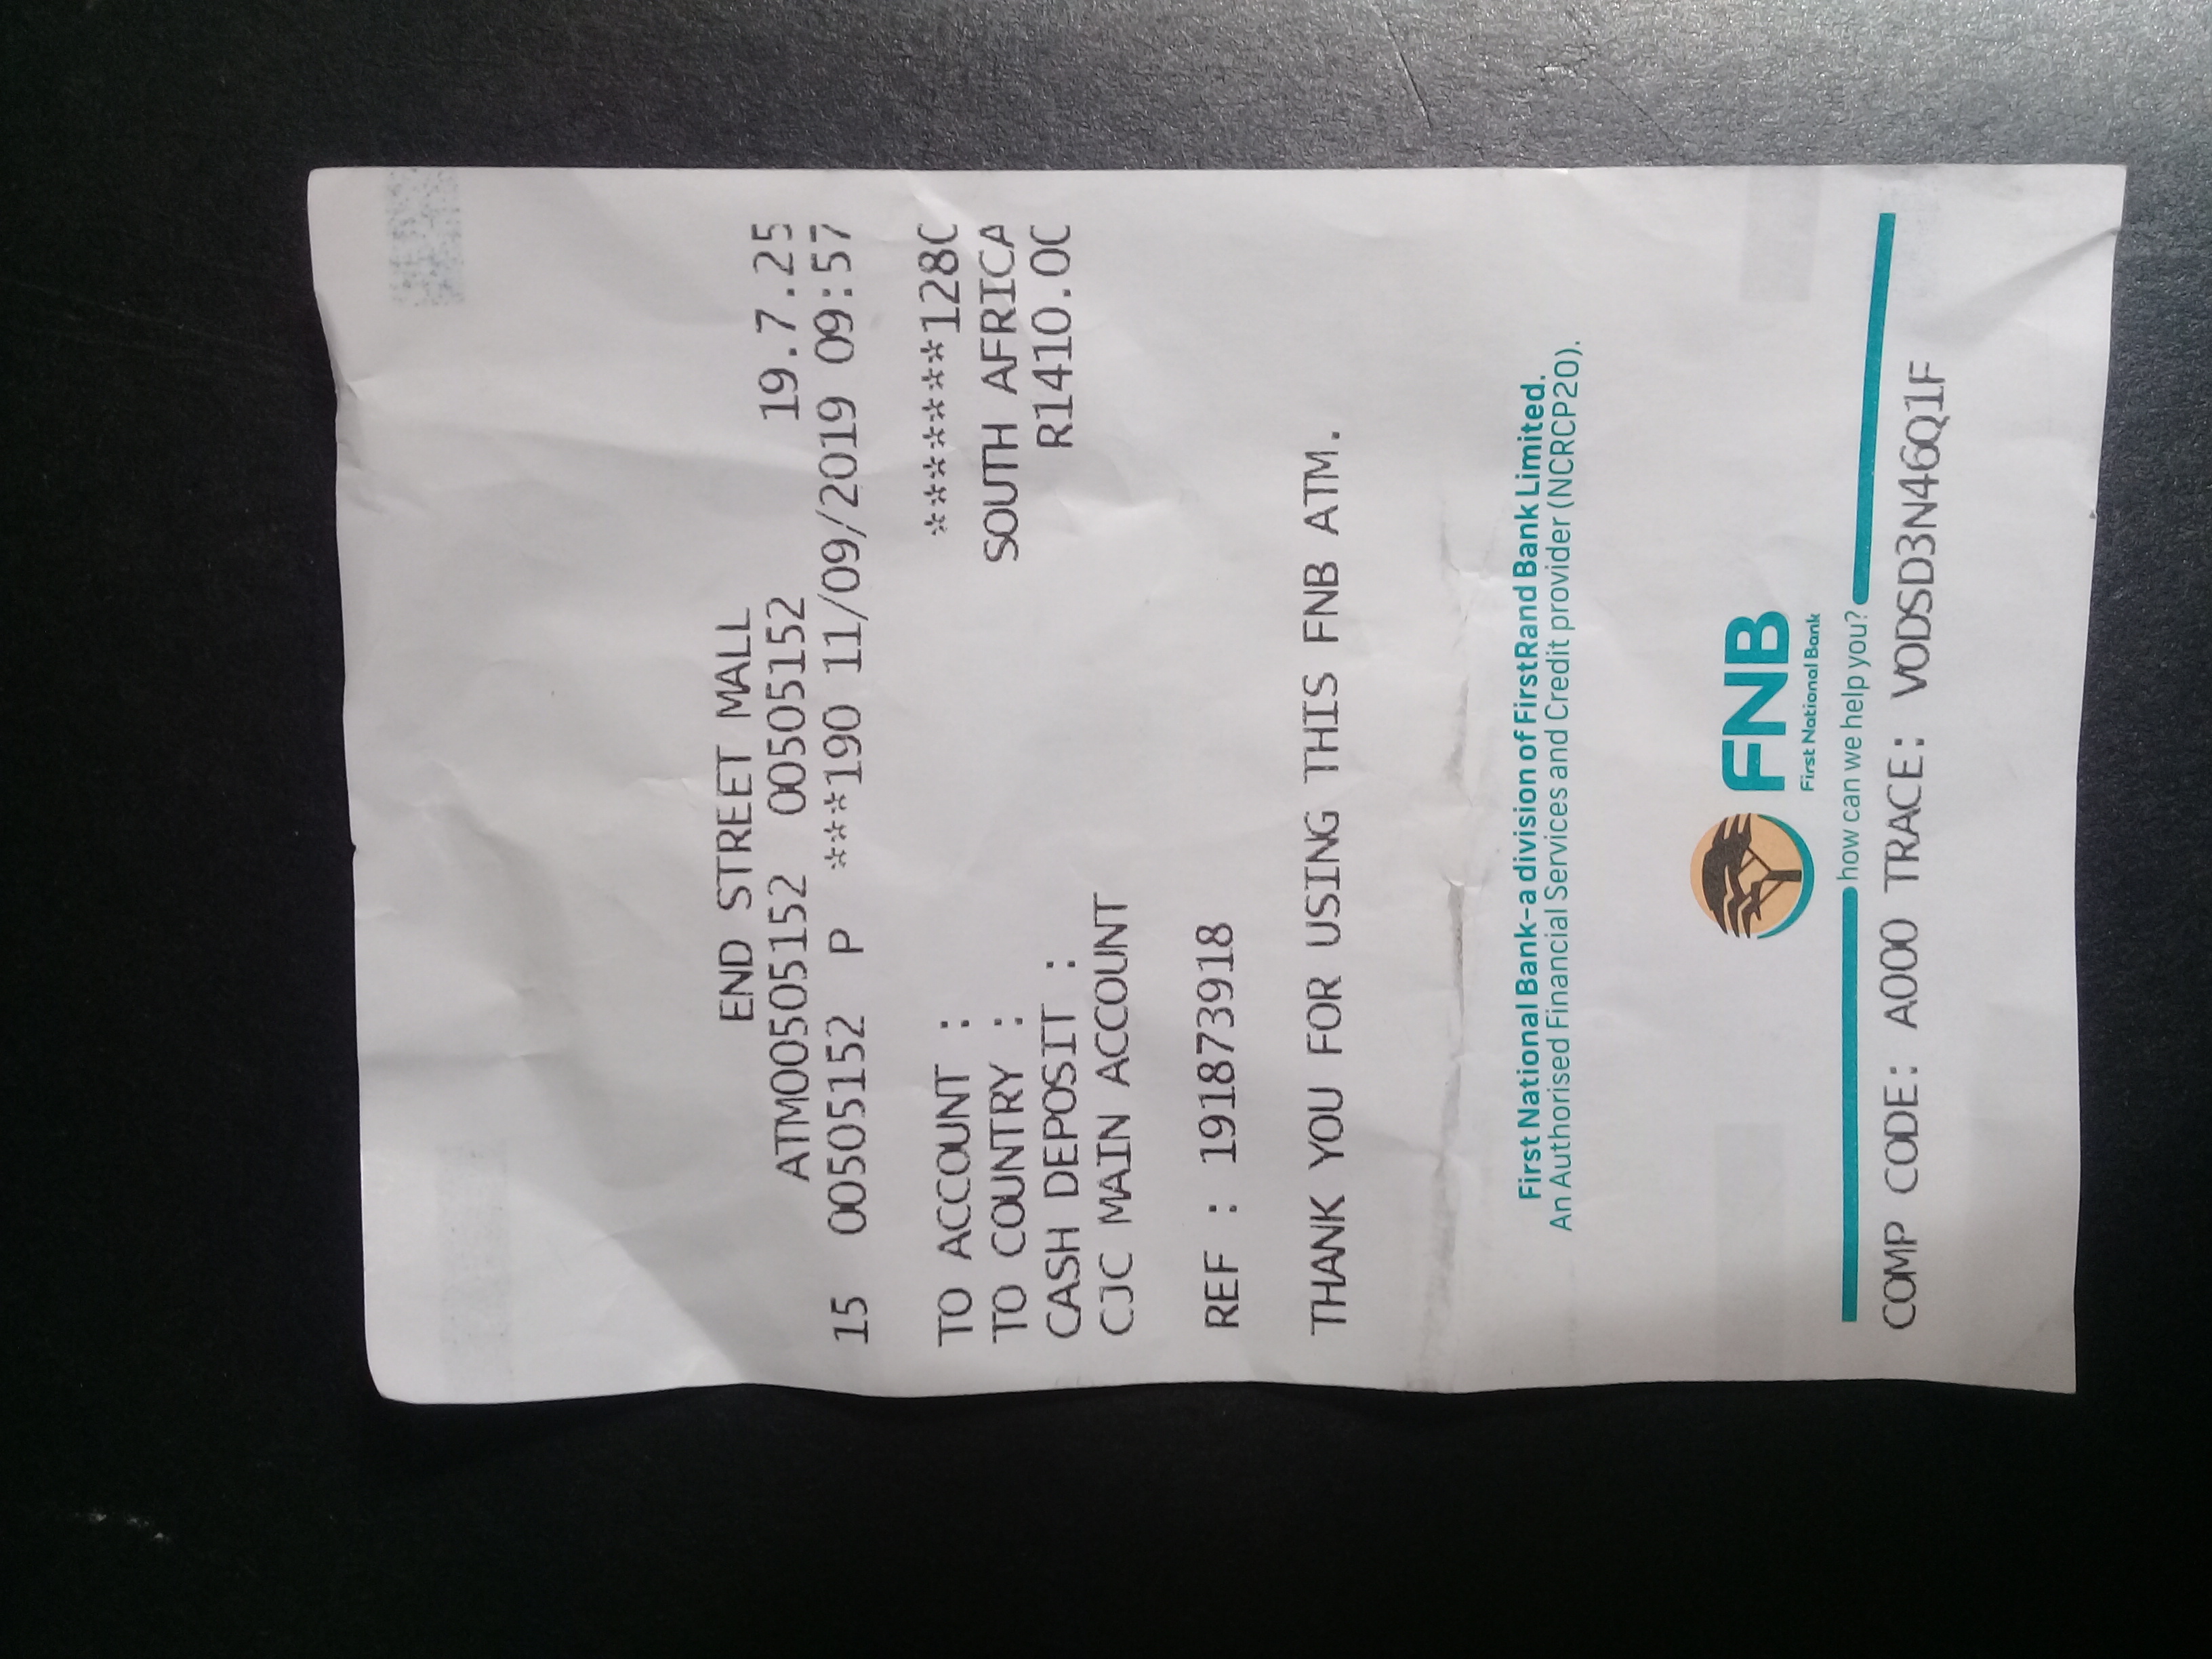 END STREET MALL
ATM00505152 00505152 19.7.25
15 00505152 P ***190 11/09/2019 09:57
TO ACCOUNT : *******1280
TO COUNTRY : SOUTH AFRICA
CASH DEPOSIT : R1410.00
CJC MAIN ACCOUNT
REF : 191873918
THANK YOU FOR USING THIS FNB ATM.
First National Bank-a division of FirstRand Bank Limited.
An Authorised Financial Services and Credit provider (NCRCP20).
FNB
First National Bank
how can we help you?
COMP CODE: A000 TRACE: VODSD3N46Q1F